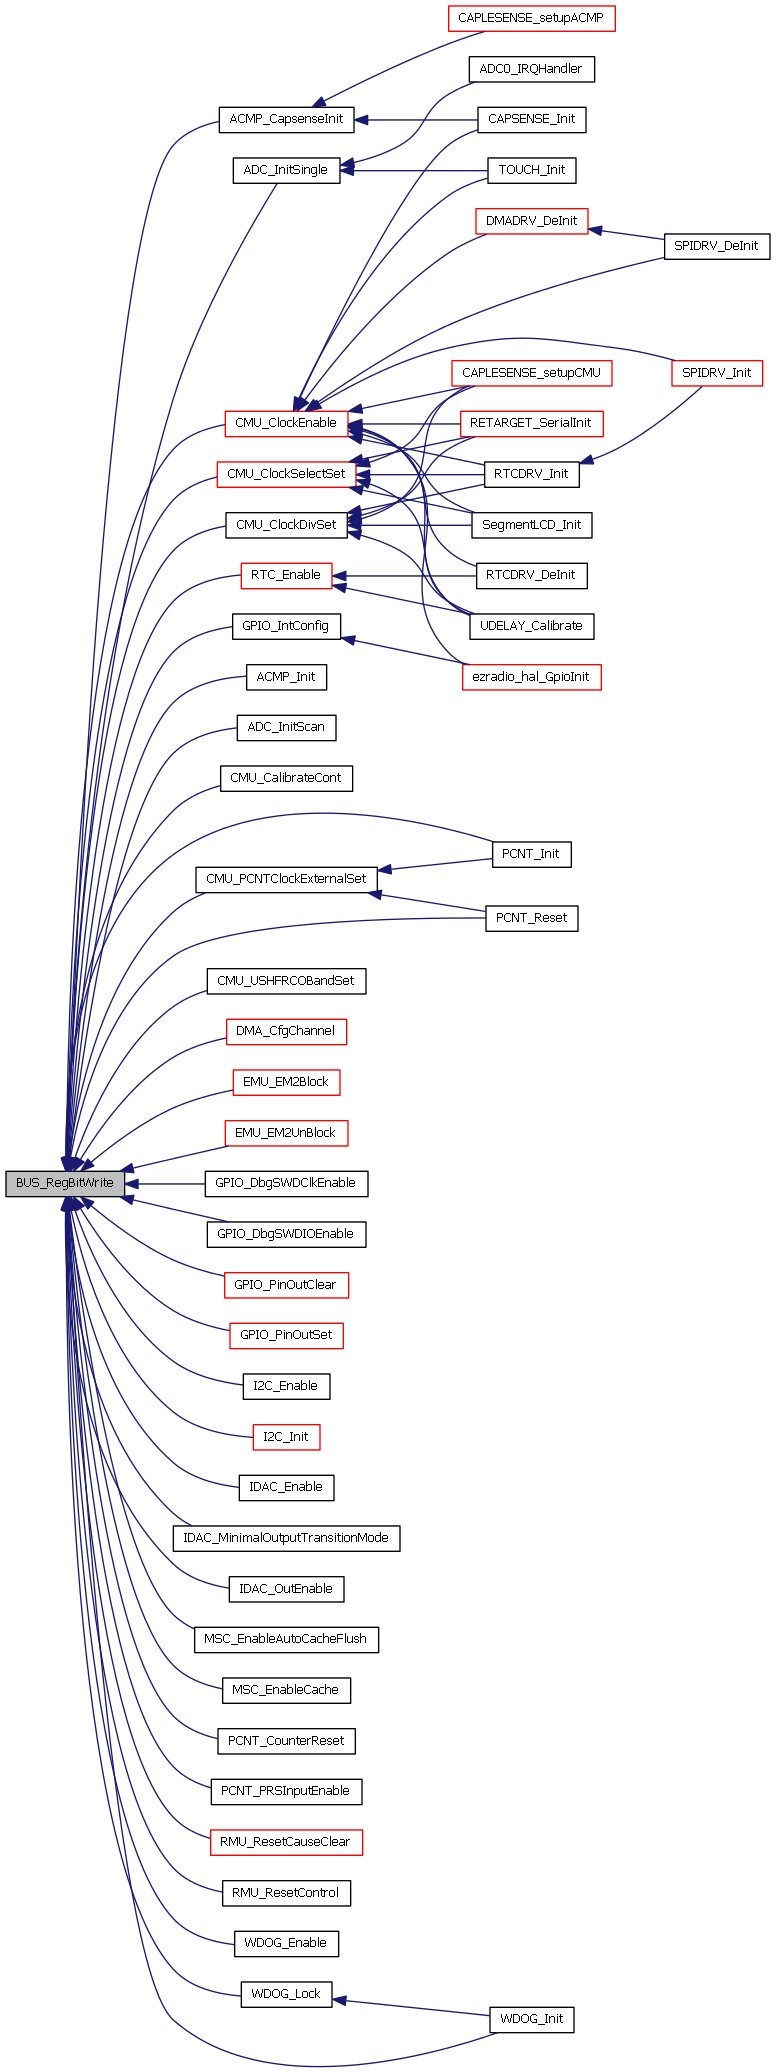 CAPLESENSE_setupACMP
ADC0_IRQHandler
ACMP_CapsenseInit
CAPSENSE_Init
ADC_InitSingle
TOUCH_Init
DMADRV_DeInit
SPIDRV_DeInit
CAPLESENSE_setupCMU
SPIDRV_Init
CMU_ClockEnable
RETARGET_SerialInit
CMU_ClockSelectSet
RTCDRV_Init
CMU_ClockDivSet
SegmentLCD_Init
RTC_Enable
RTCDRV_DeInit
GPIO_IntConfig
UDELAY_Calibrate
ACMP_Init
ezradio_hal_GpioInit
ADC_InitScan
CMU_CalibrateCont
PCNT_Init
CMU_PCNTClockExternalSet
PCNT_Reset
CMU_USHFRCOBandSet
DMA_CfgChannel
EMU_EM2Block
EMU_EM2UnBlock
BUS_RegBitWrite
GPIO_DbgSWDClkEnable
GPIO_DbgSWDIOEnable
GPIO_PinOutClear
GPIO_PinOutSet
I2C_Enable
I2C_Init
IDAC_Enable
IDAC_MinimalOutputTransitionMode
IDAC_OutEnable
MSC_EnableAutoCacheFlush
MSC_EnableCache
PCNT_CounterReset
PCNT_PRSInputEnable
RMU_ResetCauseClear
RMU_ResetControl
WDOG_Enable
WDOG_Lock
WDOG_Init